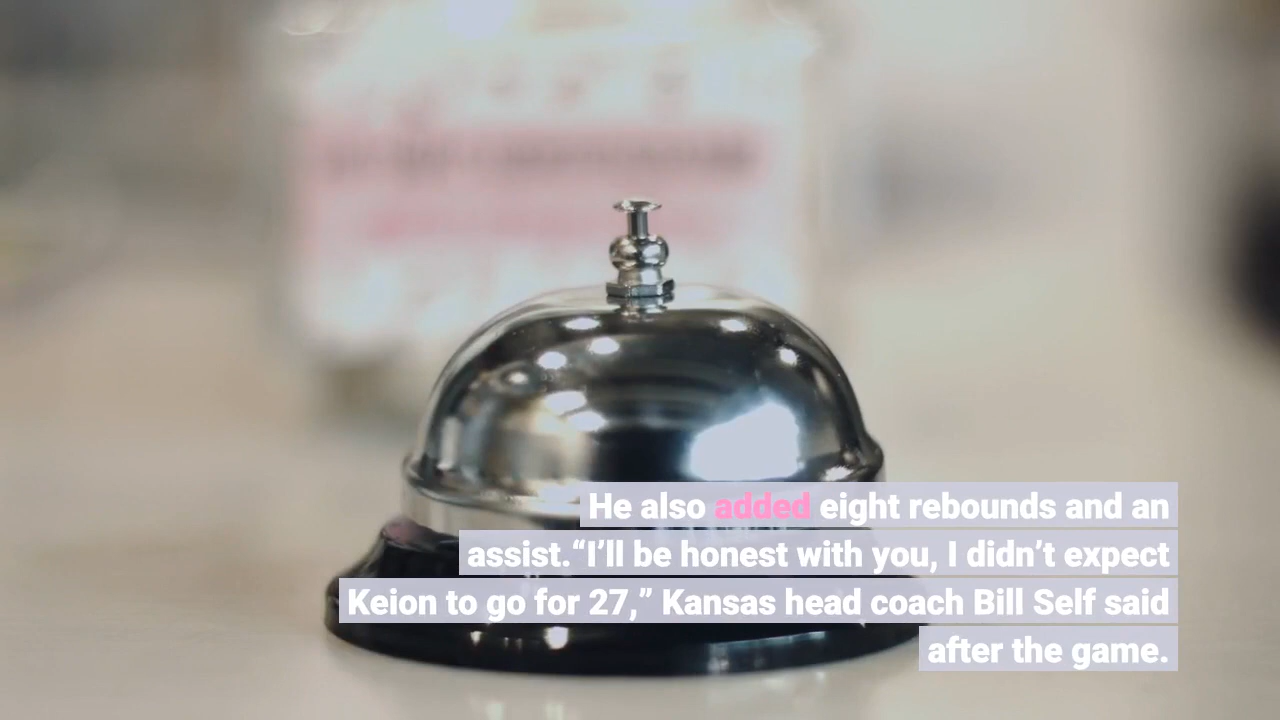 He also added eight rebounds and an
assist.“I’ll be honest with you, I didn’t expect
Keion to go for 27,” Kansas head coach Bill Self said
after the game.